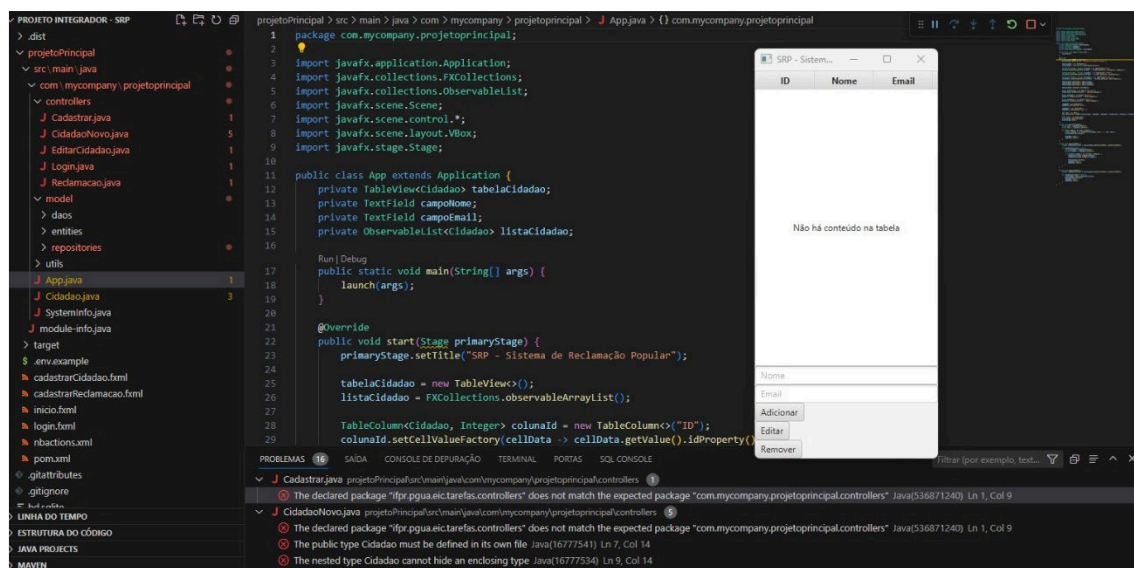 PROJETO INTEGRADOR - SRP
> .dist
projetoPrincipal
src\main\java
com\mycompany\projetoprincipal
controllers
J Cadastrar.java 1
J CidadaoNovo.java 5
J EditarCidadao.java 1
J Login.java 1
J Reclamacao.java 1
model
> daos
> entities
> repositories
> utils
J App.java 1
J Cidadao.java 3
J SystemInfo.java
J module-info.java
> target
$ .env.example
cadastrarCidadao.fxml
cadastrarReclamacao.fxml
inicio.fxml
login.fxml
nbactions.xml
pom.xml
.gitattributes
.gitignore
> LINHA DO TEMPO
> ESTRUTURA DO CÓDIGO
> JAVA PROJECTS
> MAVEN
projetoPrincipal > src > main > java > com > mycompany > projetoprincipal > J App.java > {} com.mycompany.projetoprincipal
1 package com.mycompany.projetoprincipal;
2
3 import javafx.application.Application;
4 import javafx.collections.FXCollections;
5 import javafx.collections.ObservableList;
6 import javafx.scene.Scene;
7 import javafx.scene.control.*;
8 import javafx.scene.layout.VBox;
9 import javafx.stage.Stage;
10
11 public class App extends Application {
12 private TableView<Cidadao> tabelaCidadao;
13 private TextField campoNome;
14 private TextField campoEmail;
15 private ObservableList<Cidadao> listaCidadao;
16
Run | Debug
17 public static void main(String[] args) {
18 launch(args);
19 }
20
21 @Override
22 public void start(Stage primaryStage) {
23 primaryStage.setTitle("SRP - Sistema de Reclamação Popular");
24
25 tabelaCidadao = new TableView<>();
26 listaCidadao = FXCollections.observableArrayList();
27
28 TableColumn<Cidadao, Integer> colunaId = new TableColumn<>("ID");
29 colunaId.setCellValueFactory(cellData -> cellData.getValue().idProperty()
SRP - Sistem...
ID Nome Email
Não há conteúdo na tabela
Nome
Email
Adicionar
Editar
Remover
PROBLEMAS 16 SAÍDA CONSOLE DE DEPURAÇÃO TERMINAL PORTAS SQL CONSOLE
Filtrar (por exemplo, text...
J Cadastrar.java projetoPrincipal\src\main\java\com\mycompany\projetoprincipal\controllers 1
The declared package "ifpr.pgua.eic.tarefas.controllers" does not match the expected package "com.mycompany.projetoprincipal.controllers" Java(536871240) Ln 1, Col 9
J CidadaoNovo.java projetoPrincipal\src\main\java\com\mycompany\projetoprincipal\controllers 5
The declared package "ifpr.pgua.eic.tarefas.controllers" does not match the expected package "com.mycompany.projetoprincipal.controllers" Java(536871240) Ln 1, Col 9
The public type Cidadao must be defined in its own file Java(16777541) Ln 7, Col 14
The nested type Cidadao cannot hide an enclosing type Java(16777534) Ln 9, Col 14